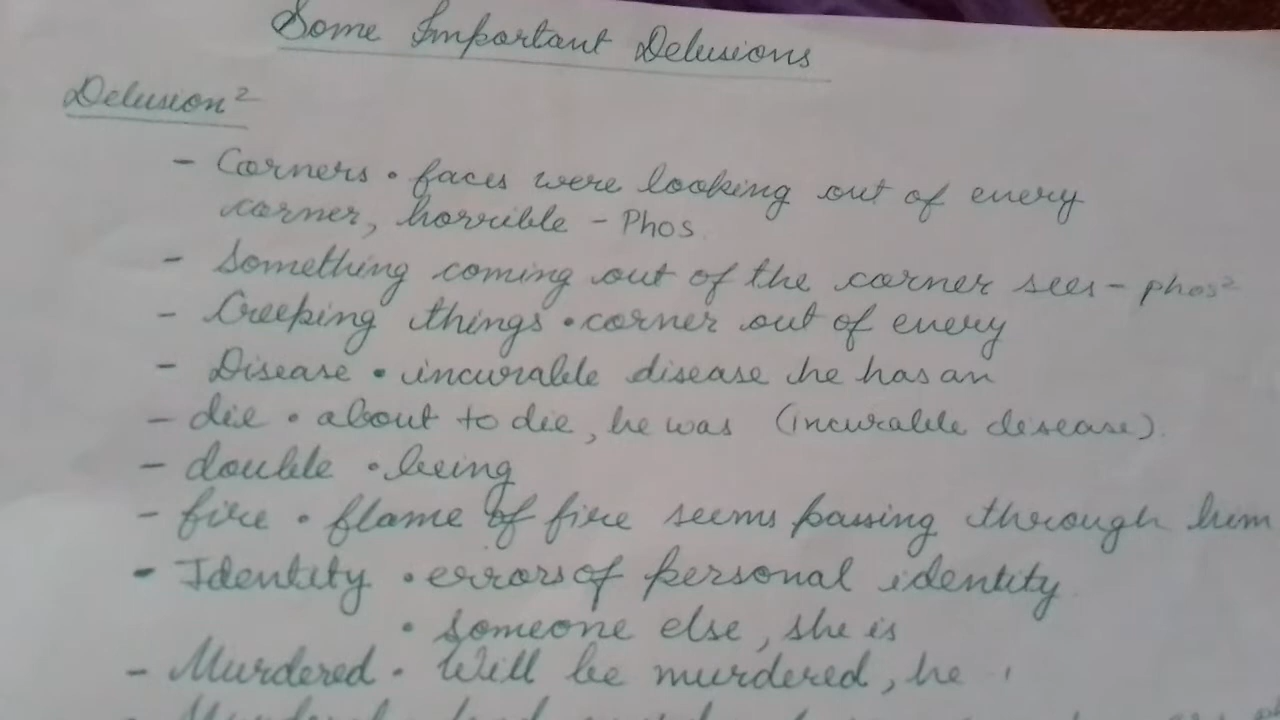 Some Important Delusions
Delusion²
- Corners • faces were looking out of every
corner, horrible - Phos
- Something coming out of the corner sees - phos²
- Creeping things • corner out of every
- Disease • incurable disease he has an
- die • about to die, he was (incurable disease).
- double • being
- fire • flame of fire seems passing through him
- Identity • errors of personal identity
• someone else, she is
- Murdered • Will be murdered, he